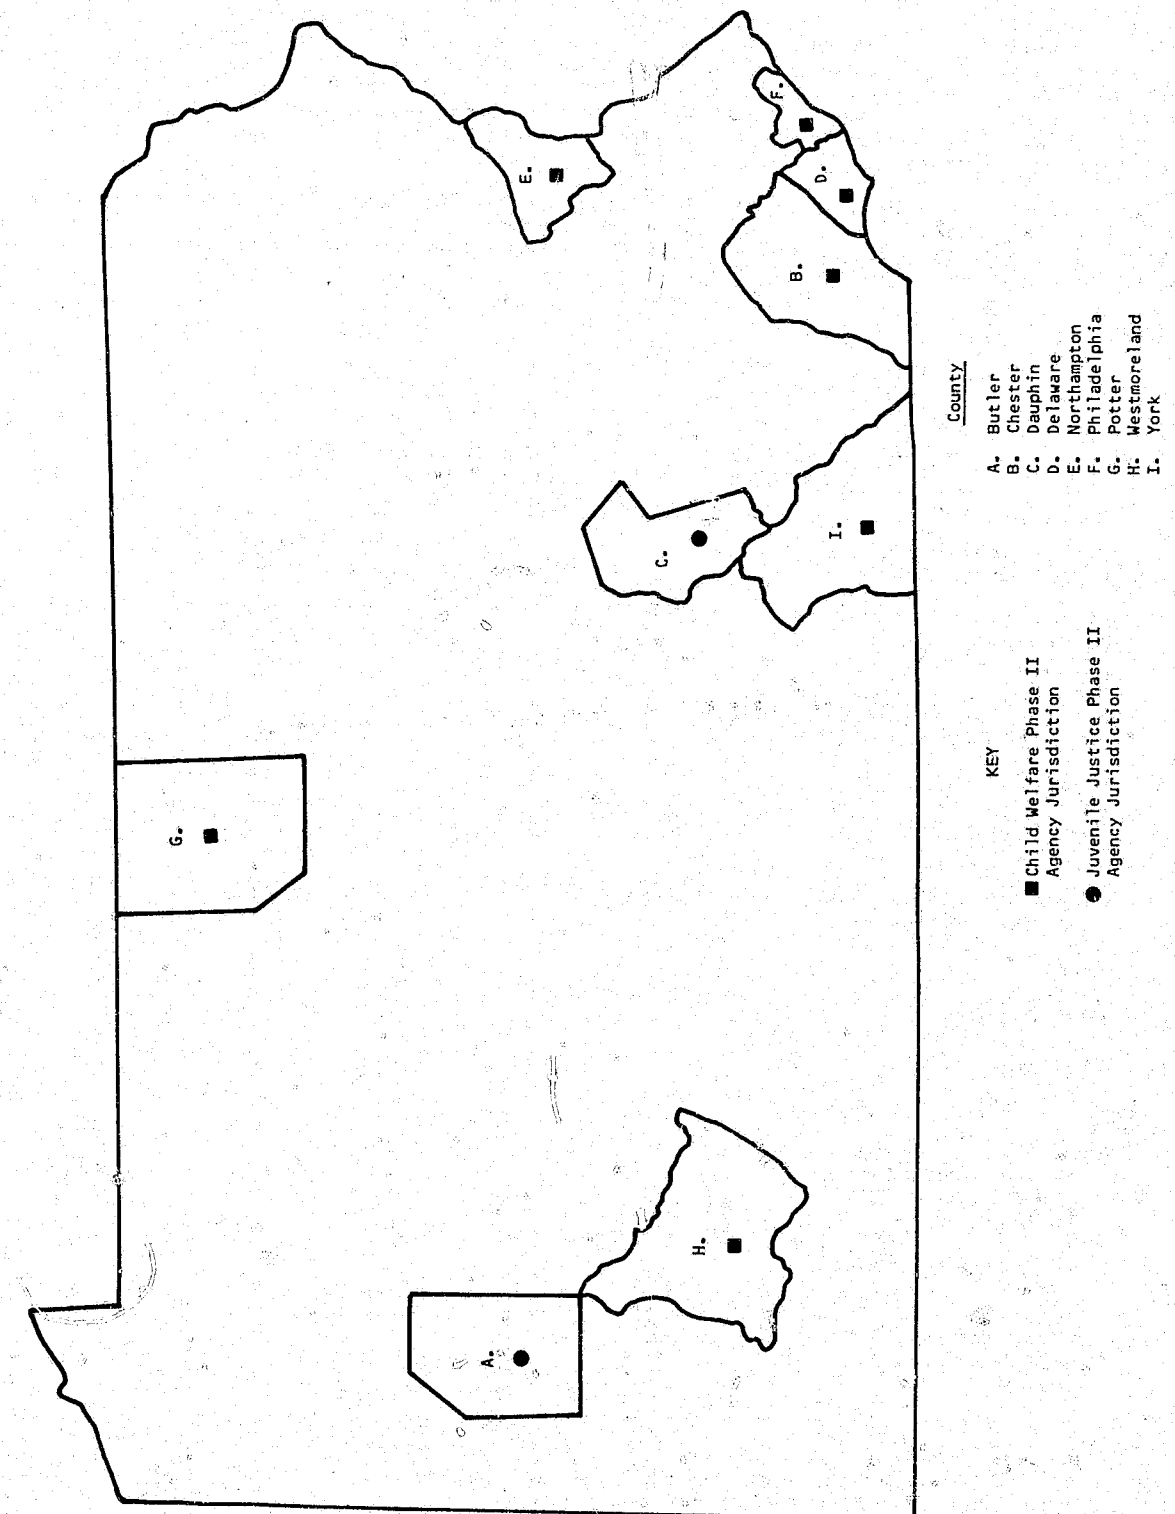 G.
E.
F.
D.
B.
C.
I.
H.
A.
KEY
■ Child Welfare Phase II
Agency Jurisdiction
● Juvenile Justice Phase II
Agency Jurisdiction
County
A. Butler
B. Chester
C. Dauphin
D. Delaware
E. Northampton
F. Philadelphia
G. Potter
H. Westmoreland
I. York